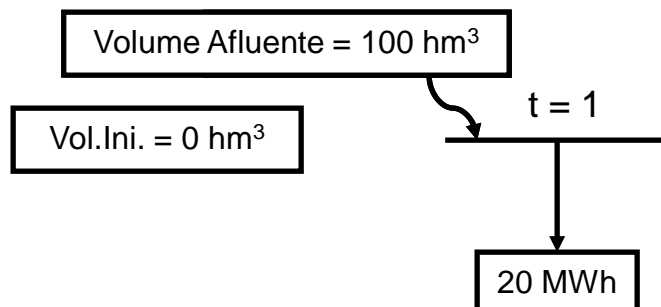 Volume Afluente = 100 hm³
t = 1
Vol.Ini. = 0 hm³
20 MWh